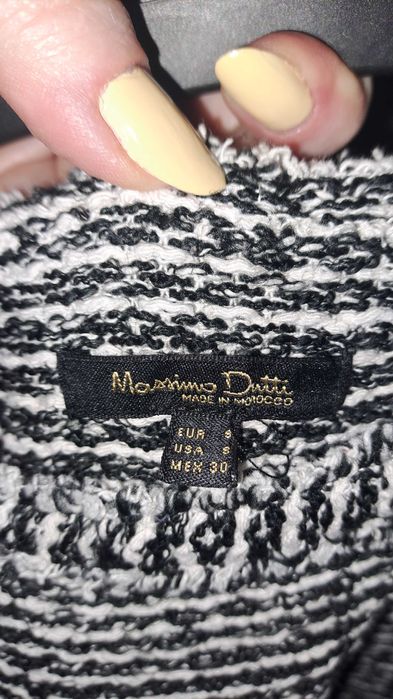 Massimo Dutti
MADE IN MOROCCO
EUR S
USA S
MEX 30